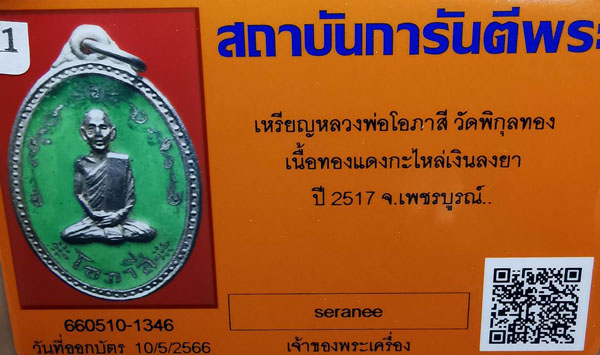 1
สถาบันการันตีพระ
เหรียญหลวงพ่อโอภาสี วัดพิกุลทอง
เนื้อทองแดงกะไหล่เงินลงยา
ปี 2517 จ.เพชรบูรณ์..
โอภาสี
seranee
660510-1346
วันที่ออกบัตร 10/5/2566
เจ้าของพระเครื่อง